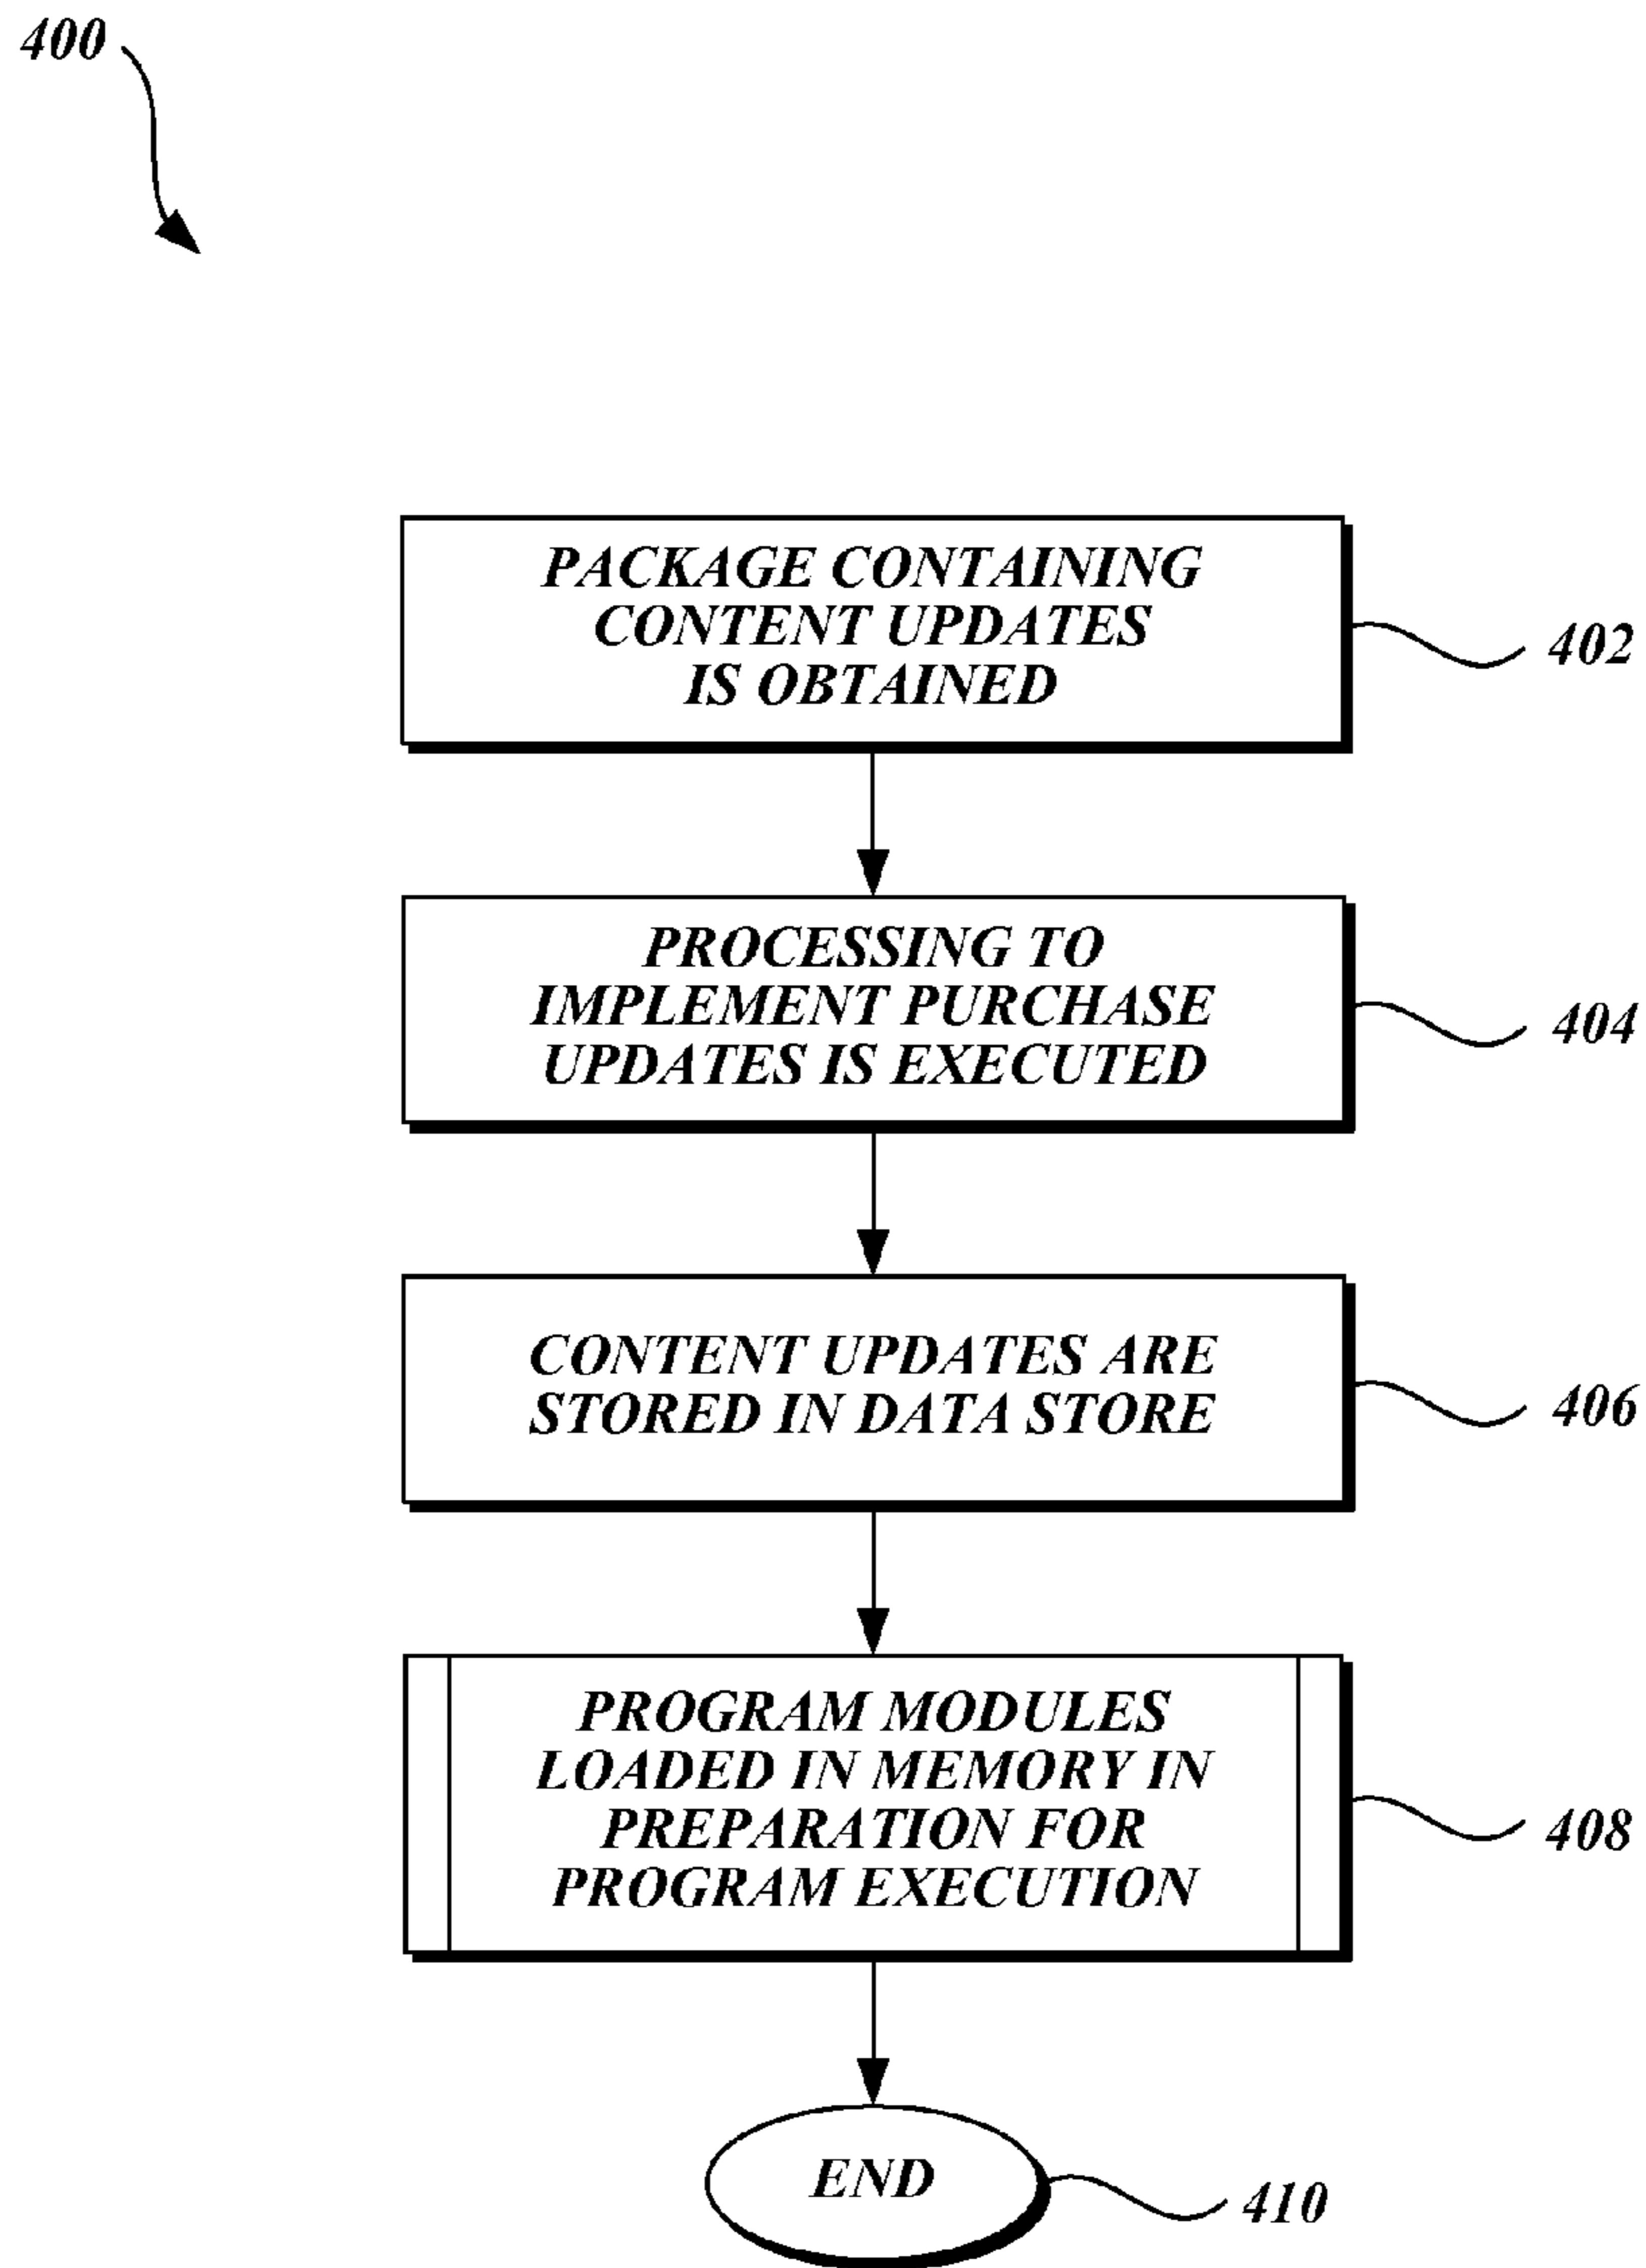 400
PACKAGE CONTAINING
CONTENT UPDATES
IS OBTAINED
402
PROCESSING TO
IMPLEMENT PURCHASE
UPDATES IS EXECUTED
404
CONTENT UPDATES ARE
STORED IN DATA STORE
406
PROGRAM MODULES
LOADED IN MEMORY IN
PREPARATION FOR
PROGRAM EXECUTION
408
END
410